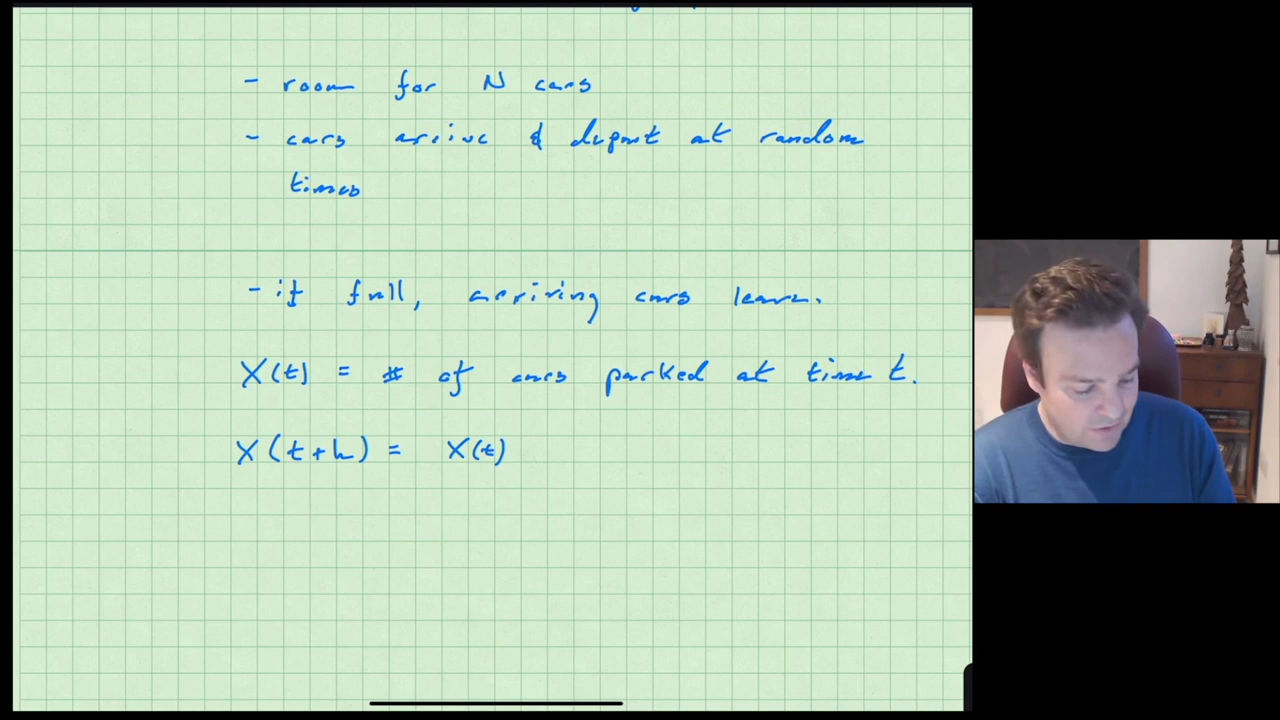 - room for N cars
- cars arrive & depart at random
times
- if full, arriving cars leave.
X(t) = # of cars parked at time t.
X(t+h) = X(t)